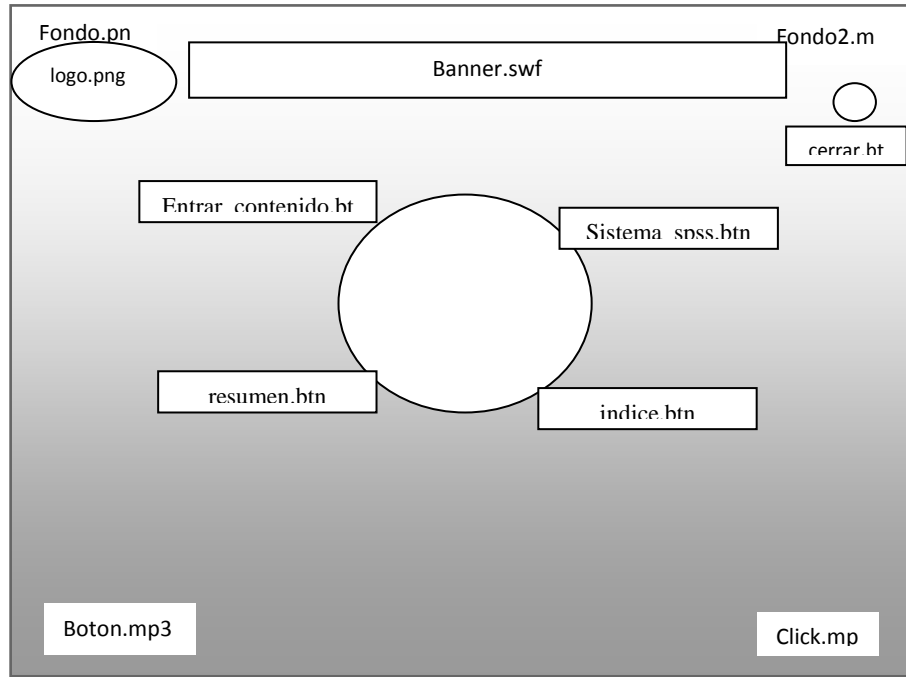 Fondo.pn
Fondo2.m
logo.png
Banner.swf
cerrar.bt
Entrar_contenido.bt
Sistema_spss.btn
resumen.btn
indice.btn
Boton.mp3
Click.mp